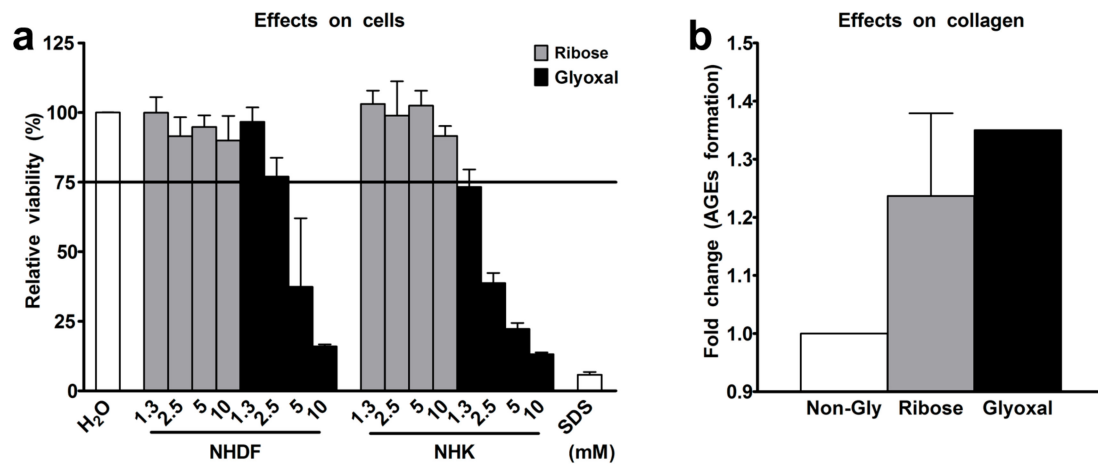 a
Effects on cells
Relative viability (%)
125
100
75
50
25
0
Ribose
Glyoxal
H₂O
1.3
2.5
5
10
1.3
2.5
5
10
1.3
2.5
5
10
1.3
2.5
5
10
SDS
NHDF
NHK
(mM)
b
Effects on collagen
Fold change (AGEs formation)
1.5
1.4
1.3
1.2
1.1
1.0
0.9
Non-Gly Ribose Glyoxal